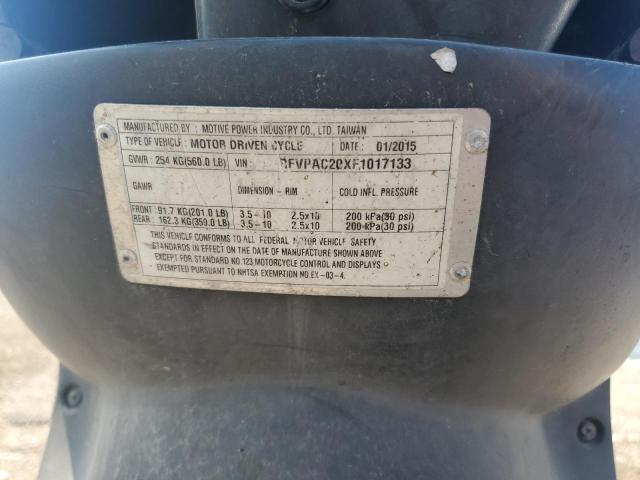 MANUFACTURED BY : MOTIVE POWER INDUSTRY CO., LTD. TAIWAN
TYPE OF VEHICLE : MOTOR DRIVEN CYCLE DATE : 01/2015
GVWR : 254 KG(560.0 LB) VIN : RFVPAC20XF1017133
GAWR DIMENSION - RIM COLD INFL. PRESSURE
FRONT: 91.7 KG(201.0 LB) 3.5-10 2.5x10 200 kPa(30 psi)
REAR : 162.3 KG(359.0 LB) 3.5-10 2.5x10 200 kPa(30 psi)
THIS VEHICLE CONFORMS TO ALL FEDERAL MOTOR VEHICLE SAFETY
STANDARDS IN EFFECT ON THE DATE OF MANUFACTURE SHOWN ABOVE
EXCEPT FOR STANDARD NO.123 MOTORCYCLE CONTROL AND DISPLAYS
EXEMPTED PURSUANT TO NHTSA EXEMPTION NO.EX-03-4.